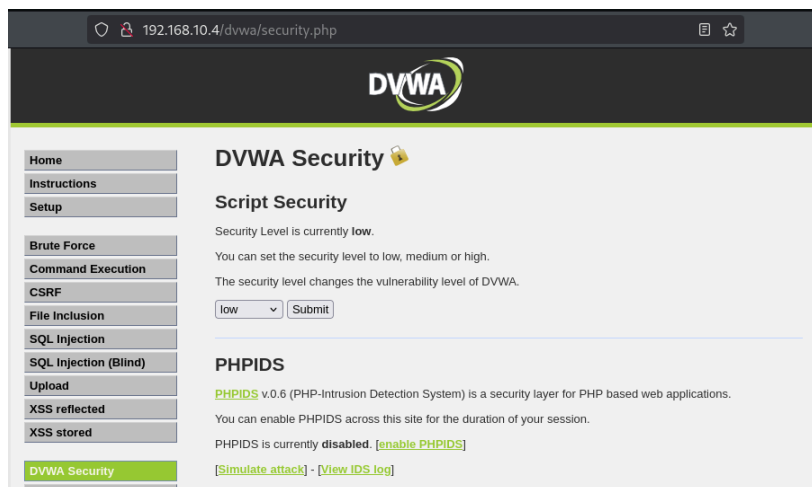 192.168.10.4/dvwa/security.php
DVWA
Home
Instructions
Setup
Brute Force
Command Execution
CSRF
File Inclusion
SQL Injection
SQL Injection (Blind)
Upload
XSS reflected
XSS stored
DVWA Security
DVWA Security
Script Security
Security Level is currently low.
You can set the security level to low, medium or high.
The security level changes the vulnerability level of DVWA.
low Submit
PHPIDS
PHPIDS v.0.6 (PHP-Intrusion Detection System) is a security layer for PHP based web applications.
You can enable PHPIDS across this site for the duration of your session.
PHPIDS is currently disabled. [enable PHPIDS]
[Simulate attack] - [View IDS log]